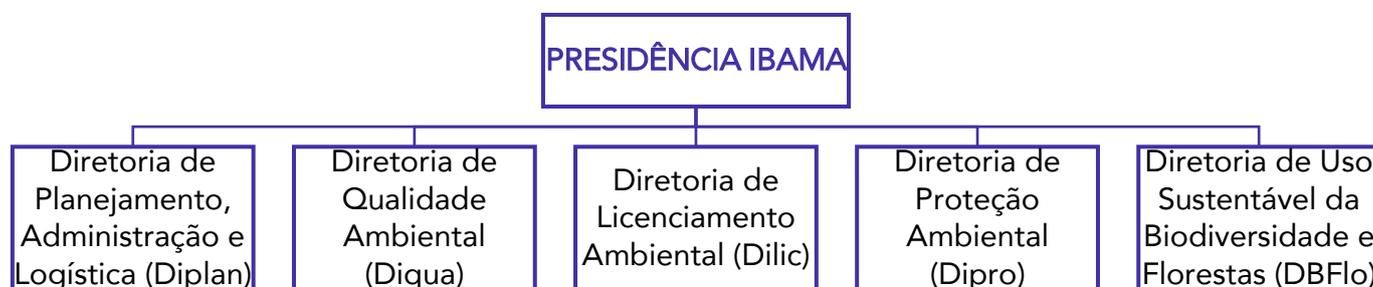 PRESIDÊNCIA IBAMA
Diretoria de
Planejamento,
Administração e
Logística (Diplan)
Diretoria de
Qualidade
Ambiental
(Diqua)
Diretoria de
Licenciamento
Ambiental (Dilic)
Diretoria de
Proteção
Ambiental
(Dipro)
Diretoria de Uso
Sustentável da
Biodiversidade e
Florestas (DBFlo)